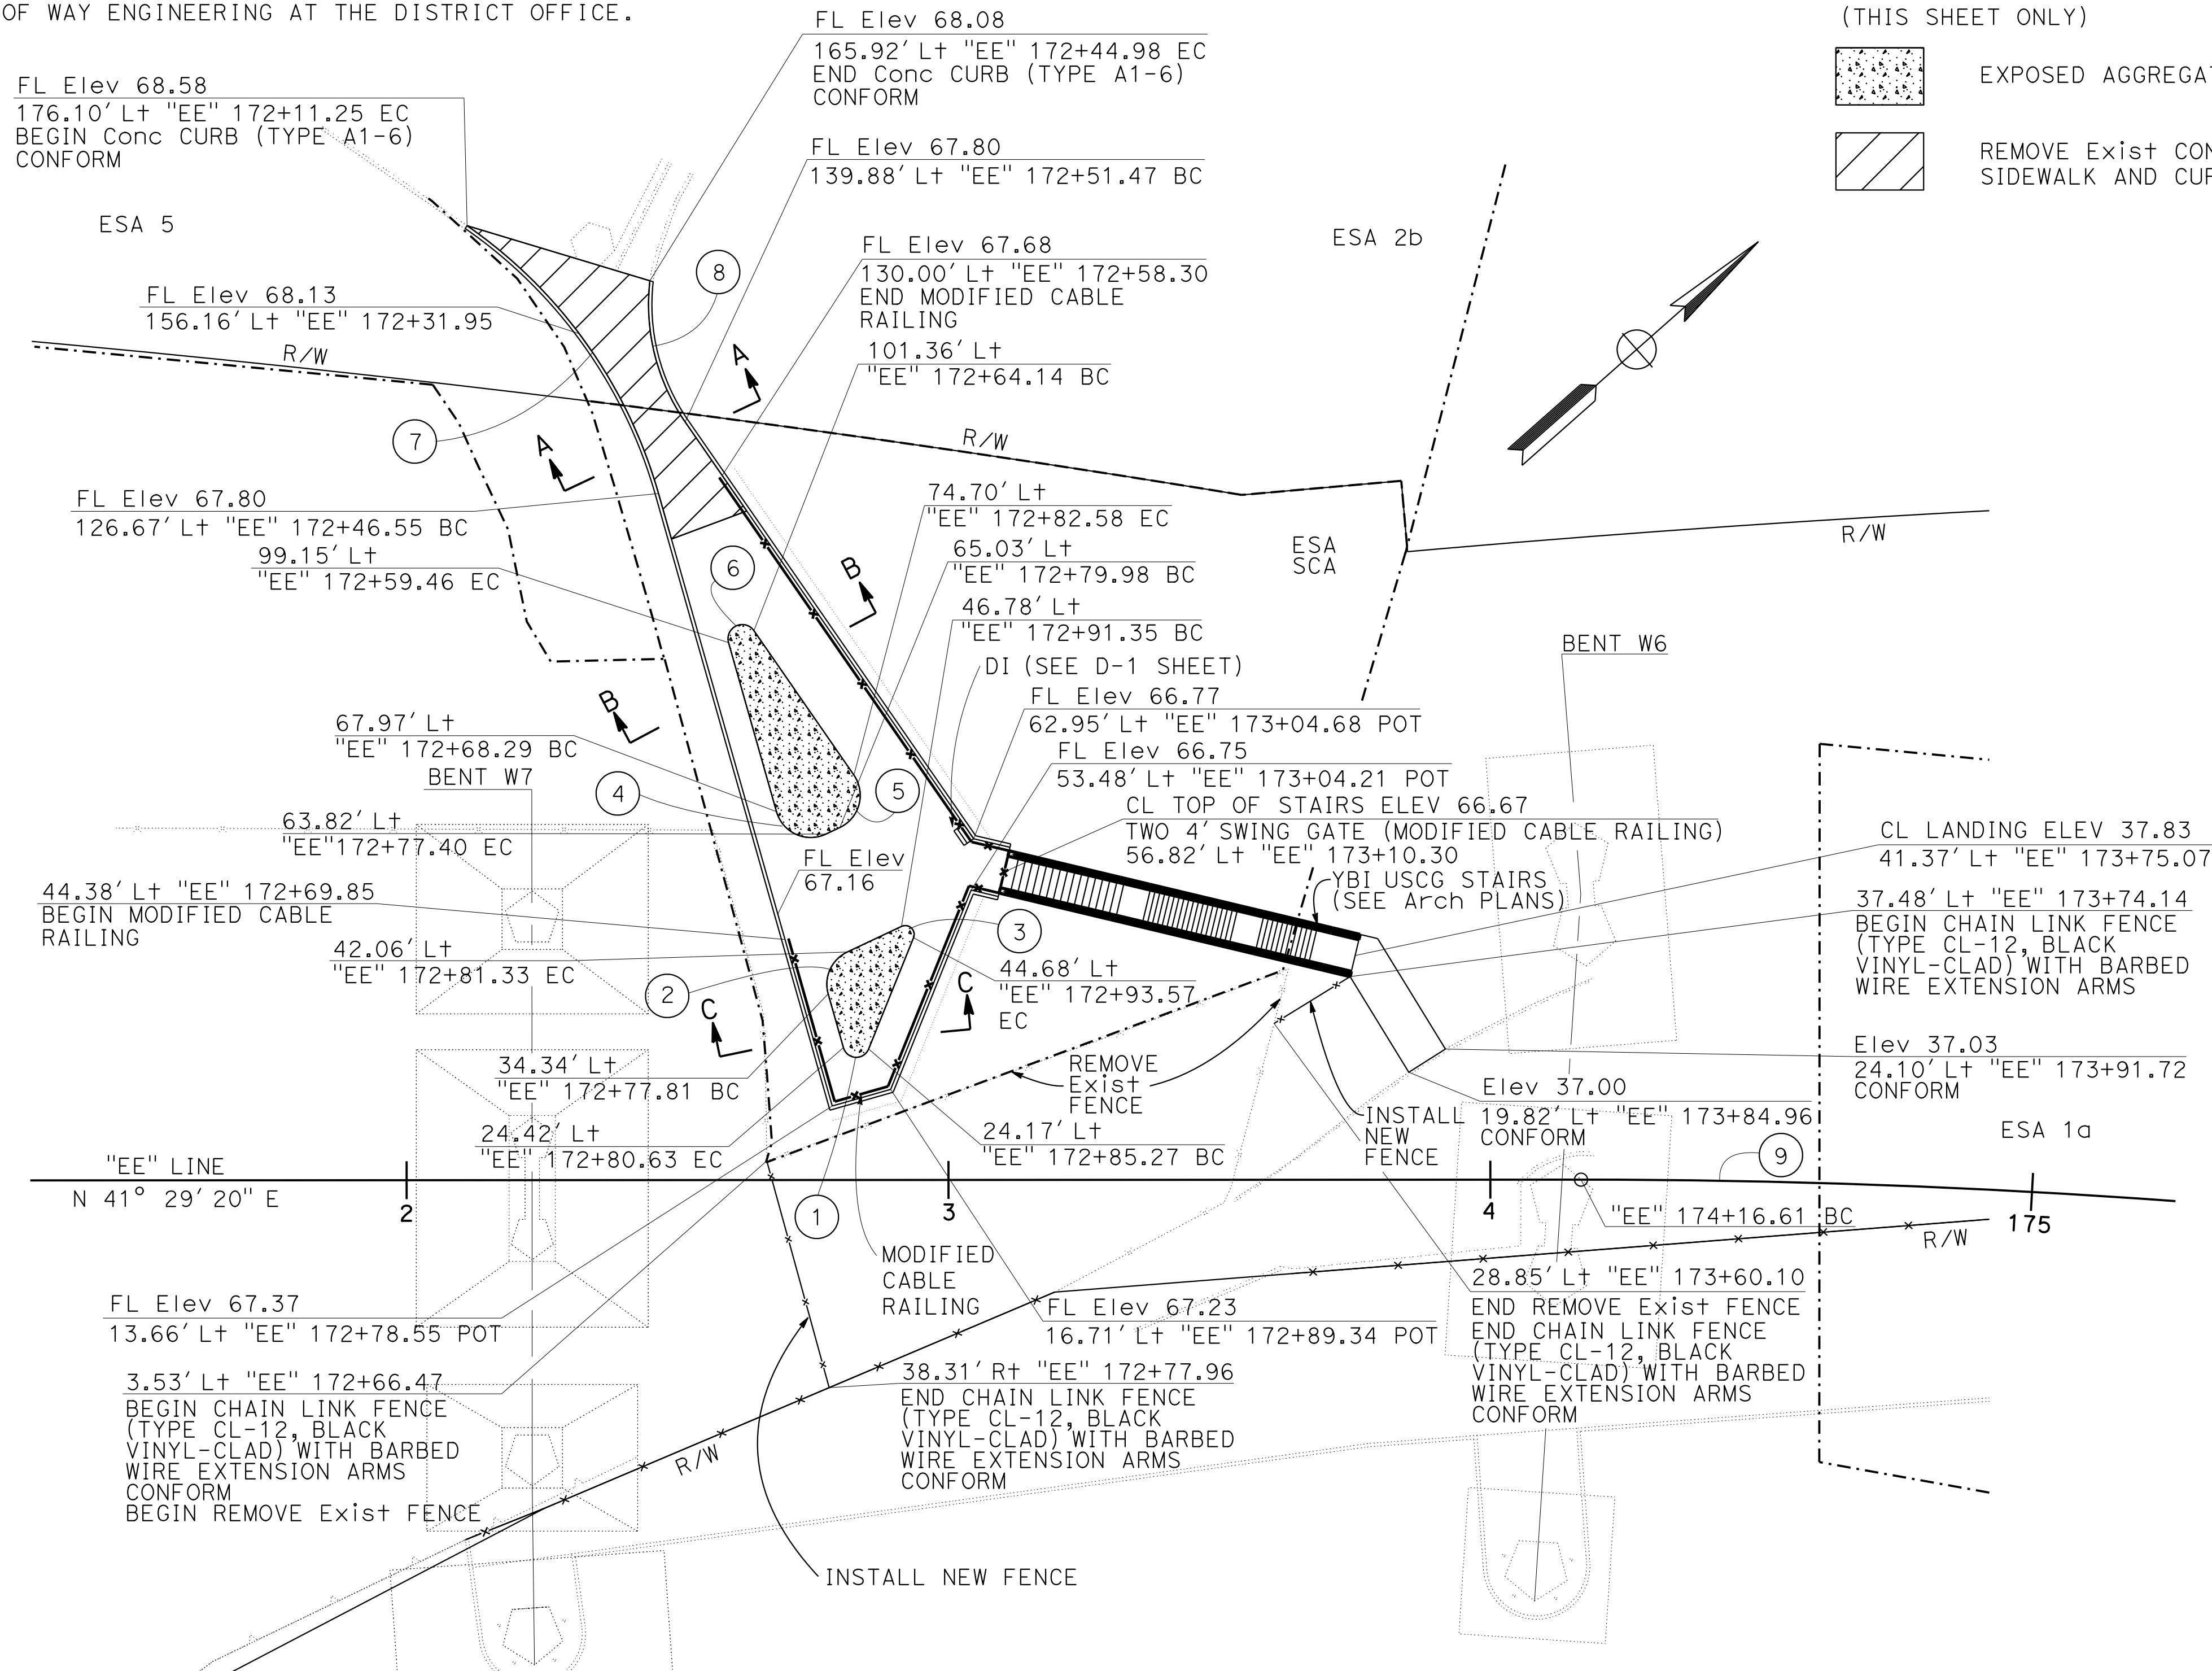 OF WAY ENGINEERING AT THE DISTRICT OFFICE.
(THIS SHEET ONLY)
REMOVE Exist
SIDEWALK AND
EXPOSED
FL Elev 68.58
176.10' Lt "EE" 172+11.25 EC
BEGIN Conc CURB (TYPE A1-6)
CONFORM
FL Elev 68.08
165.92' Lt "EE" 172+44.98 EC
END Conc CURB (TYPE A1-6)
CONFORM
FL Elev 67.80
139.88' Lt "EE" 172+51.47 BC
ESA 5
ESA 2b
FL Elev 67.68
130.00' Lt "EE" 172+58.30
END MODIFIED CABLE
RAILING
8
FL Elev 68.13
156.16' Lt "EE" 172+31.95
R/W
A
101.36' Lt
"EE" 172+64.14 BC
7
A
R/W
FL Elev 67.80
126.67' Lt "EE" 172+46.55 BC
74.70' Lt
"EE" 172+82.58 EC
R/W
99.15' Lt
"EE" 172+59.46 EC
6
65.03' Lt
"EE" 172+79.98 BC
ESA
SCA
B
46.78' Lt
"EE" 172+91.35 BC
BENT W6
DI (SEE D-1 SHEET)
B
FL Elev 66.77
62.95' Lt "EE" 173+04.68 POT
67.97' Lt
"EE" 172+68.29 BC
FL Elev 66.75
53.48' Lt "EE" 173+04.21 POT
BENT W7
4
5
CL TOP OF STAIRS ELEV 66.67
TWO 4' SWING GATE (MODIFIED CABLE RAILING)
56.82' Lt "EE" 173+10.30
63.82' Lt
"EE"172+77.40 EC
CL LANDING ELEV 37.83
41.37' Lt "EE" 173+75.07
FL Elev
67.16
YBI USCG STAIRS
(SEE Arch PLANS)
44.38' Lt "EE" 172+69.85
BEGIN MODIFIED CABLE
RAILING
37.48' Lt "EE" 173+74.14
BEGIN CHAIN LINK FENCE
(TYPE CL-12, BLACK
VINYL-CLAD) WITH BARBED
WIRE EXTENSION ARMS
3
42.06' Lt
"EE" 172+81.33 EC
44.68' Lt
"EE" 172+93.57
EC
2
C
C
34.34' Lt
"EE" 172+77.81 BC
REMOVE
Exist
FENCE
Elev 37.03
24.10' Lt "EE" 173+91.72
CONFORM
Elev 37.00
19.82' Lt "EE" 173+84.96
CONFORM
INSTALL
NEW
FENCE
24.42' Lt
"EE" 172+80.63 EC
24.17' Lt
"EE" 172+85.27 BC
ESA 1a
9
"EE" LINE
N 41° 29' 20" E
2
3
4
175
1
"EE" 174+16.61 BC
R/W
MODIFIED
CABLE
RAILING
FL Elev 67.37
13.66' Lt "EE" 172+78.55 POT
FL Elev 67.23
16.71' Lt "EE" 172+89.34 POT
28.85' Lt "EE" 173+60.10
END REMOVE Exist FENCE
END CHAIN LINK FENCE
(TYPE CL-12, BLACK
VINYL-CLAD) WITH BARBED
WIRE EXTENSION ARMS
CONFORM
3.53' Lt "EE" 172+66.47
BEGIN CHAIN LINK FENCE
(TYPE CL-12, BLACK
VINYL-CLAD) WITH BARBED
WIRE EXTENSION ARMS
CONFORM
BEGIN REMOVE Exist FENCE
38.31' Rt "EE" 172+77.96
END CHAIN LINK FENCE
(TYPE CL-12, BLACK
VINYL-CLAD) WITH BARBED
WIRE EXTENSION ARMS
CONFORM
R/W
INSTALL NEW FENCE